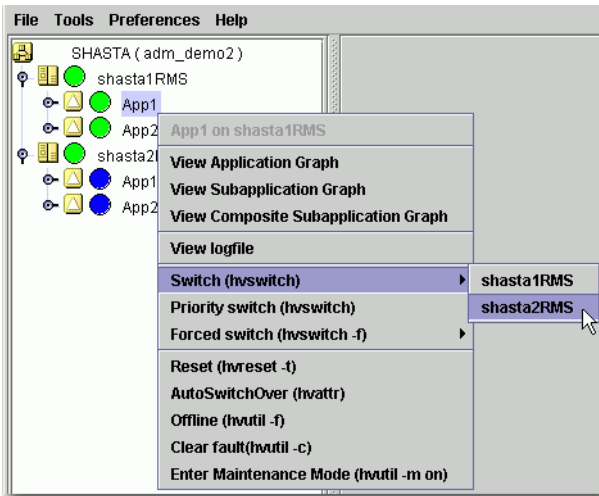 File Tools Preferences Help
SHASTA ( adm_demo2 )
shasta1RMS
App1
App2
App1 on shasta1RMS
View Application Graph
shasta2
View Subapplication Graph
App1
App2
View Composite Subapplication Graph
View logfile
Switch (hvswitch)
shasta1RMS
Priority switch (hvswitch)
shasta2RMS
Forced switch (hvswitch -f)
Reset (hvreset -t)
AutoSwitchOver (hvattr)
Offline (hvutil -f)
Clear fault(hvutil -c)
Enter Maintenance Mode (hvutil -m on)